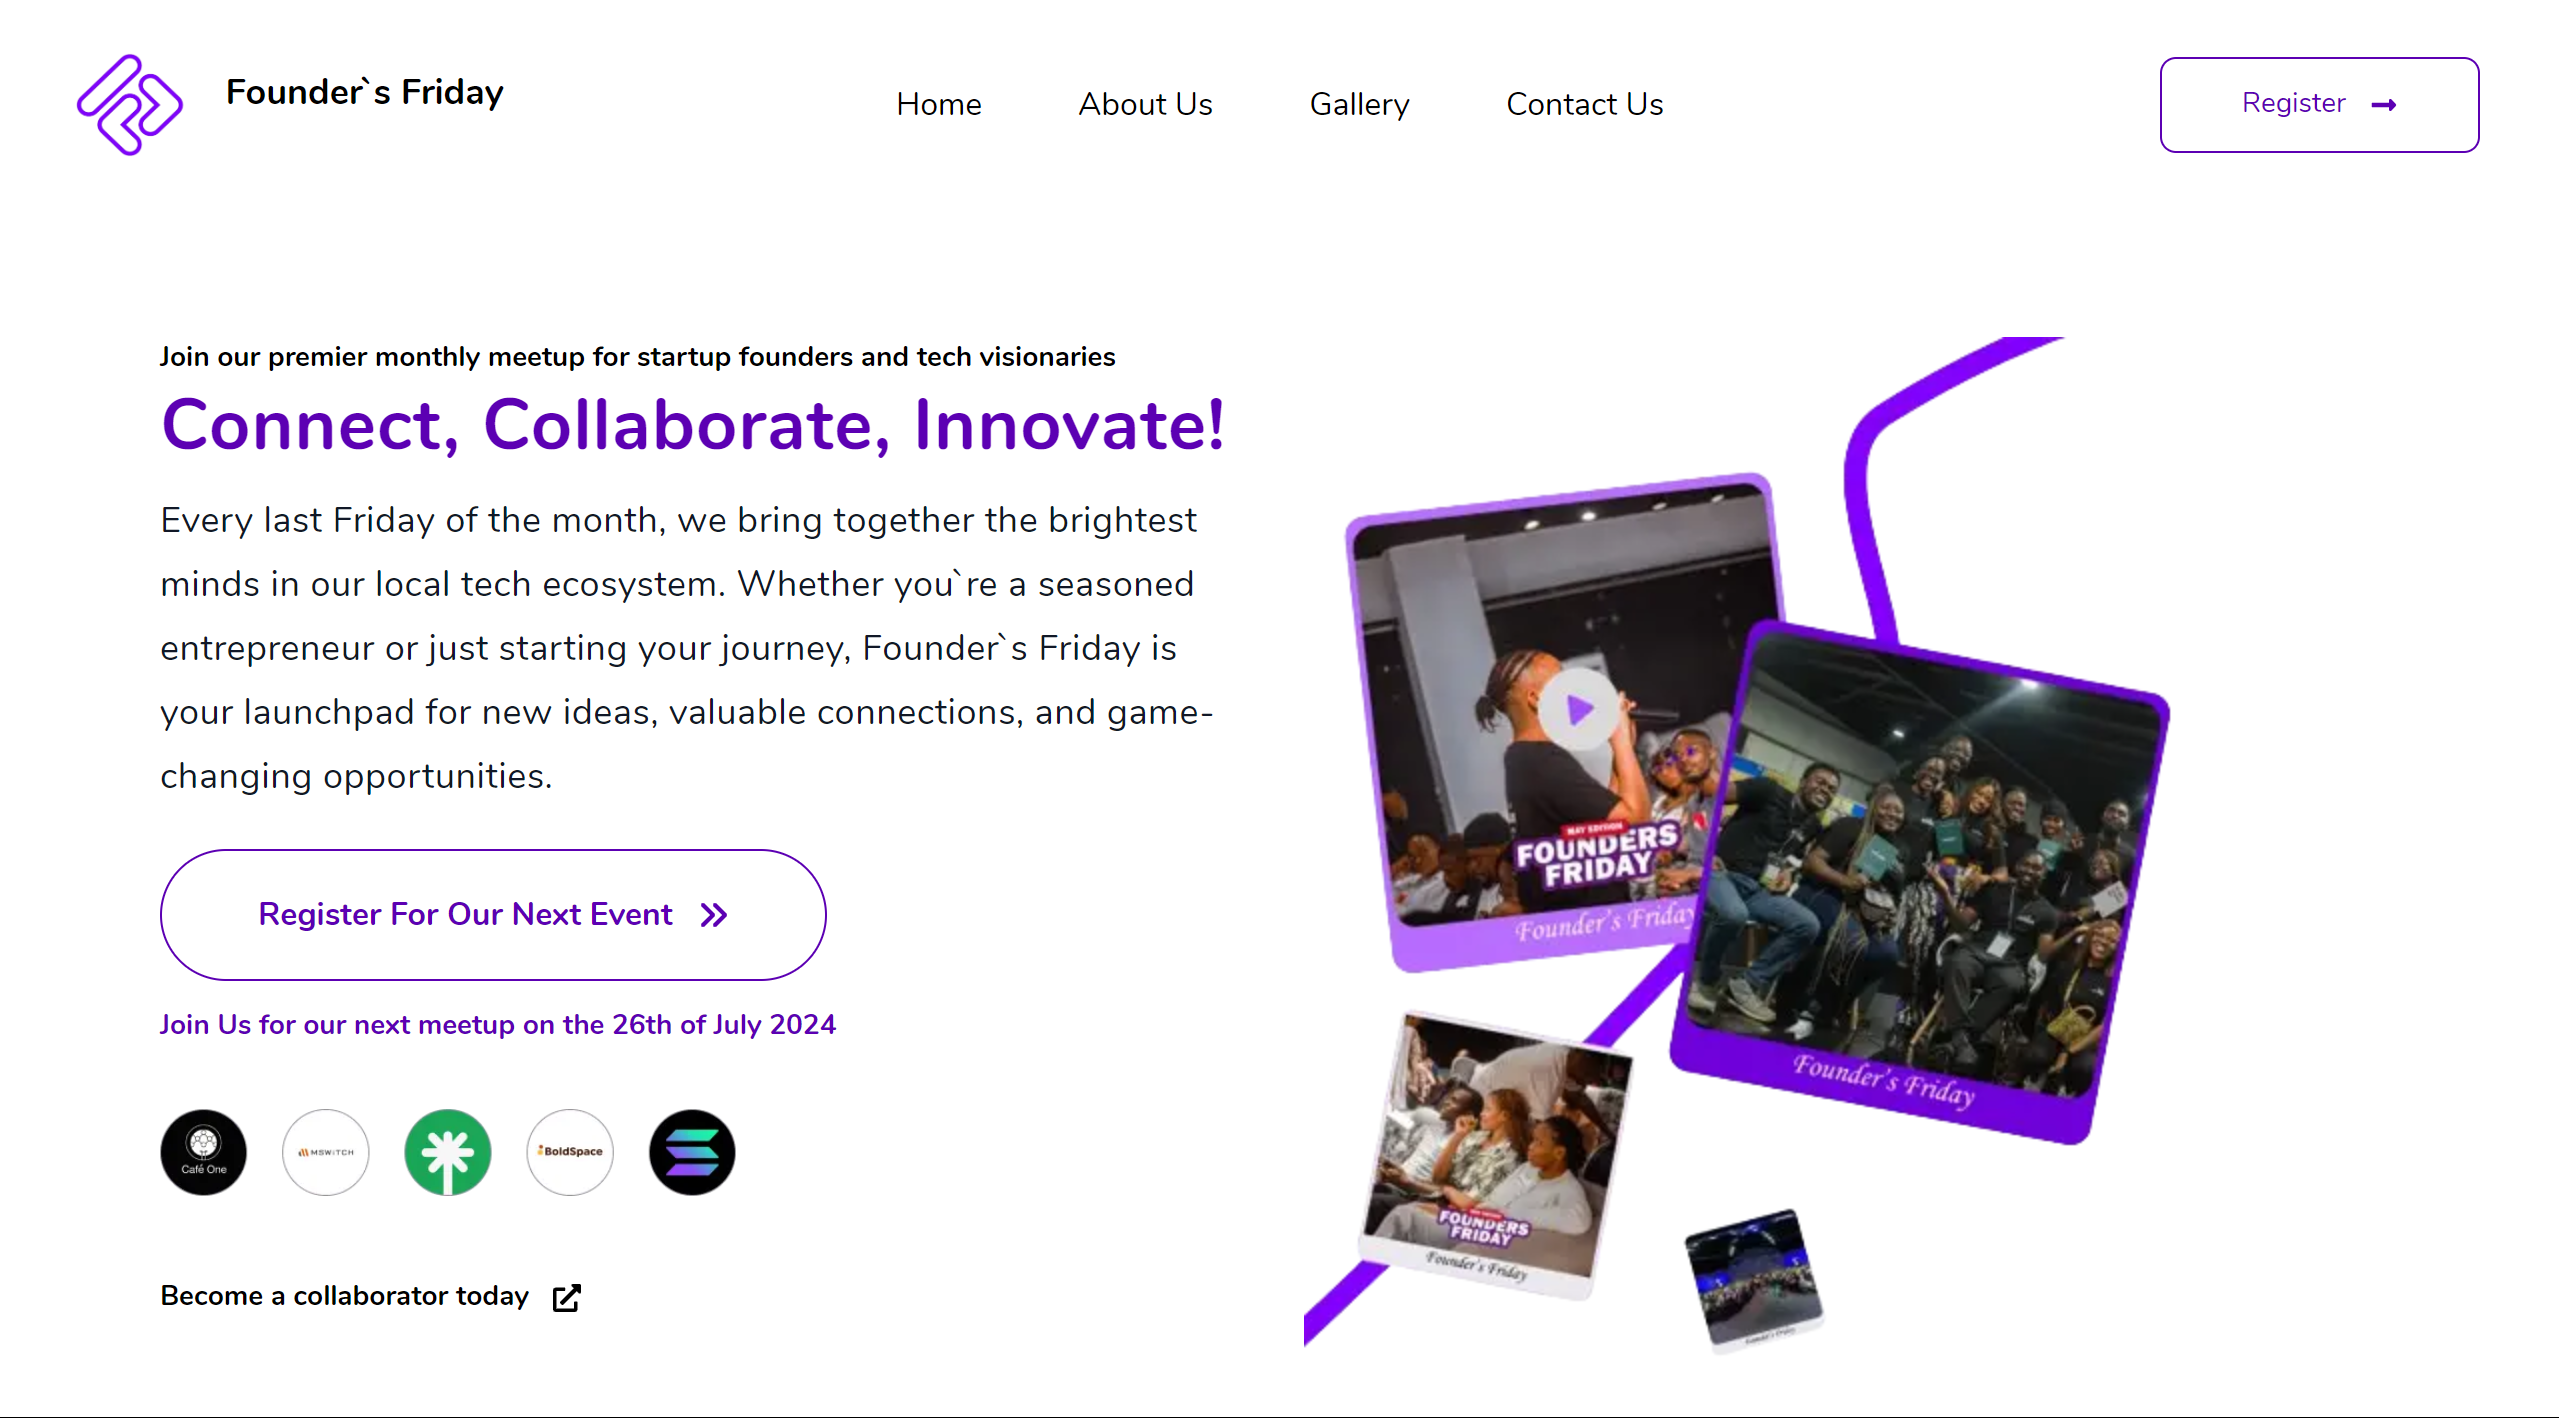 Founder`s Friday
Home
About Us
Gallery
Contact Us
Register
Join our premier monthly meetup for startup founders and tech visionaries
Connect, Collaborate, Innovate!
Every last Friday of the month, we bring together the brightest
minds in our local tech ecosystem. Whether you`re a seasoned
entrepreneur or just starting your journey, Founder`s Friday is
your launchpad for new ideas, valuable connections, and game-
changing opportunities.
Register For Our Next Event
Join Us for our next meetup on the 26th of July 2024
Café One
MSWITCH
BoldSpace
Become a collaborator today
MAY EDITION
FOUNDERS
FRIDAY
Founder's Friday
Founder's Friday
FOUNDERS
FRIDAY
Founder's Friday